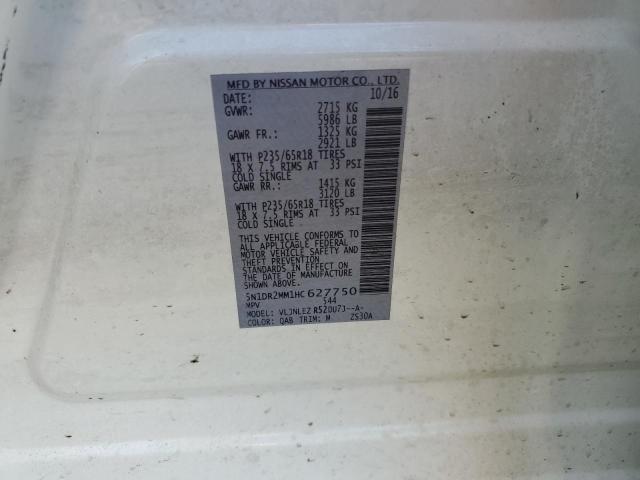 MFD BY NISSAN MOTOR CO., LTD.
DATE: 10/16
GVWR: 2715 KG
5986 LB
GAWR FR.: 1325 KG
2921 LB
WITH P235/65R18 TIRES
18 X 7.5 RIMS AT 33 PSI
COLD SINGLE
GAWR RR.: 1415 KG
3120 LB
WITH P235/65R18 TIRES
18 X 7.5 RIMS AT 33 PSI
COLD SINGLE
THIS VEHICLE CONFORMS TO
ALL APPLICABLE FEDERAL
MOTOR VEHICLE SAFETY AND
THEFT PREVENTION
STANDARDS IN EFFECT ON
THE DATE OF MANUFACTURE
SHOWN ABOVE.
5N1DR2MM1HC 627750
MPV 544
MODEL: VLJNLEZ R520U7J--A-
COLOR: QAB TRIM: M ZS30A